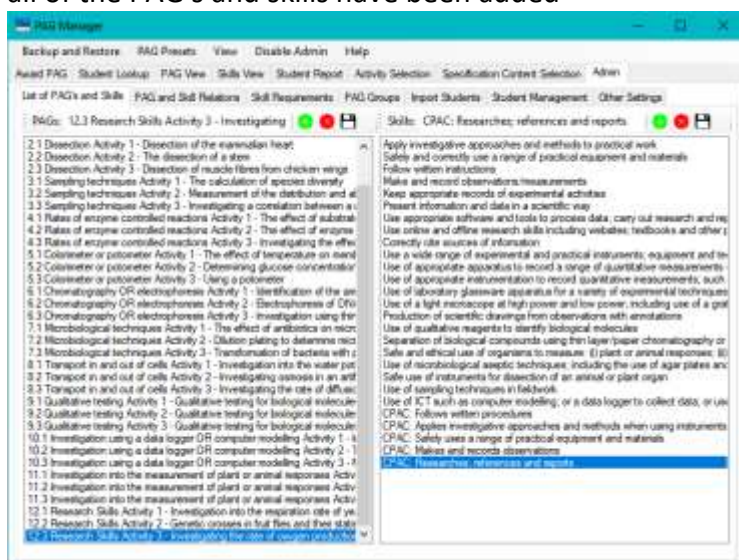 all of the PAG's and skills have been added
PAG Manager
Backup and Restore PAG Presets View Disable Admin Help
Award PAG Student Lookup PAG View Skills View Student Report Activity Selection Specification Content Selection Admin
List of PAG's and Skills PAG and Skill Relations Skill Requirements PAG Groups Import Students Student Management Other Settings
PAGs: 12.3 Research Skills Activity 3 - Investigating
Skills: CPAC: Researches; references and reports
2.1 Dissection Activity 1 - Dissection of the mammalian heart
2.2 Dissection Activity 2 - The dissection of a stem
2.3 Dissection Activity 3 - Dissection of muscle fibres from chicken wings
3.1 Sampling techniques Activity 1 - The calculation of species diversity
3.2 Sampling techniques Activity 2 - Measurement of the distribution and a
3.3 Sampling techniques Activity 3 - Investigating a correlation between a
4.1 Rates of enzyme controlled reactions Activity 1 - The effect of substrat
4.2 Rates of enzyme controlled reactions Activity 2 - The effect of enzyme
4.3 Rates of enzyme controlled reactions Activity 3 - Investigating the effe
5.1 Colorimeter or potometer Activity 1 - The effect of temperature on mem
5.2 Colorimeter or potometer Activity 2 - Determining glucose concentration
5.3 Colorimeter or potometer Activity 3 - Using a potometer
6.1 Chromatography OR electrophoresis Activity 1 - Identification of the am
6.2 Chromatography OR electrophoresis Activity 2 - Electrophoresis of DNA
6.3 Chromatography OR electrophoresis Activity 3 - Investigation using thin
7.1 Microbiological techniques Activity 1 - The effect of antibiotics on micro
7.2 Microbiological techniques Activity 2 - Dilution plating to determine micr
7.3 Microbiological techniques Activity 3 - Transformation of bacteria with p
8.1 Transport in and out of cells Activity 1 - Investigation into the water pot
8.2 Transport in and out of cells Activity 2 - Investigating osmosis in an artif
8.3 Transport in and out of cells Activity 3 - Investigating the rate of diffusi
9.1 Qualitative testing Activity 1 - Qualitative testing for biological molecule
9.2 Qualitative testing Activity 2 - Qualitative testing for biological molecule
9.3 Qualitative testing Activity 3 - Qualitative testing for biological molecule
10.1 Investigation using a data logger OR computer modelling Activity 1 -
10.2 Investigation using a data logger OR computer modelling Activity 2 -
10.3 Investigation using a data logger OR computer modelling Activity 3 -
11.1 Investigation into the measurement of plant or animal responses Activ
11.2 Investigation into the measurement of plant or animal responses Activ
11.3 Investigation into the measurement of plant or animal responses Activ
12.1 Research Skills Activity 1 - Investigation into the respiration rate of ye
12.2 Research Skills Activity 2 - Genetic crosses in fruit flies and their stati
12.3 Research Skills Activity 3 - Investigating the rate of oxygen production
Apply investigative approaches and methods to practical work
Safely and correctly use a range of practical equipment and materials
Follow written instructions
Make and record observations/measurements
Keep appropriate records of experimental activities
Present information and data in a scientific way
Use appropriate software and tools to process data; carry out research and rep
Use online and offline research skills including websites; textbooks and other p
Correctly cite sources of information
Use a wide range of experimental and practical instruments; equipment and te
Use of appropriate apparatus to record a range of quantitative measurements
Use of appropriate instrumentation to record quantitative measurements, such
Use of laboratory glassware apparatus for a variety of experimental techniques
Use of a light microscope at high power and low power, including use of a grat
Production of scientific drawings from observations with annotations
Use of qualitative reagents to identify biological molecules
Separation of biological compounds using thin layer/paper chromatography or
Safe and ethical use of organisms to measure: (i) plant or animal responses; (ii)
Use of microbiological aseptic techniques, including the use of agar plates and
Safe use of instruments for dissection of an animal or plant organ
Use of sampling techniques in fieldwork
Use of ICT such as computer modelling; or a data logger to collect data; or use
CPAC: Follows written procedures
CPAC: Applies investigative approaches and methods when using instruments
CPAC: Safely uses a range of practical equipment and materials
CPAC: Makes and records observations
CPAC: Researches; references and reports